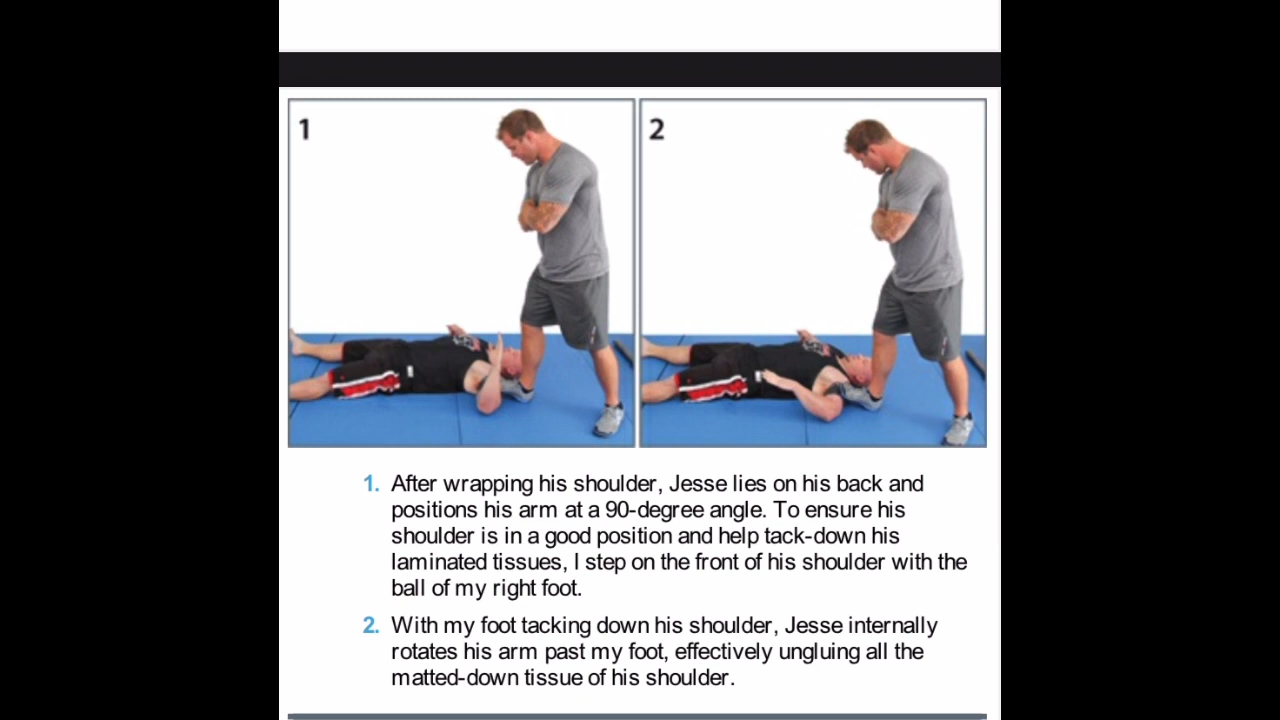 1
2
1. After wrapping his shoulder, Jesse lies on his back and
positions his arm at a 90-degree angle. To ensure his
shoulder is in a good position and help tack-down his
laminated tissues, I step on the front of his shoulder with the
ball of my right foot.
2. With my foot tacking down his shoulder, Jesse internally
rotates his arm past my foot, effectively ungluing all the
matted-down tissue of his shoulder.